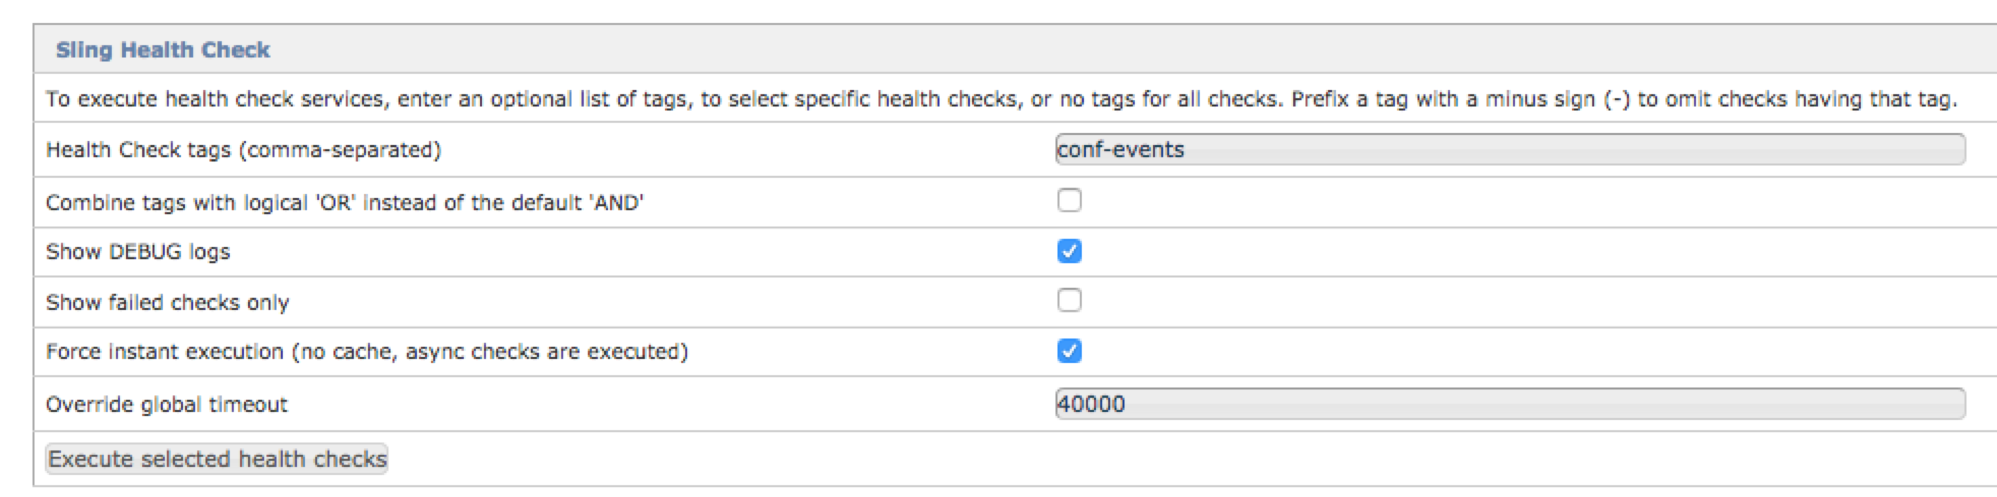 Sling Health Check
To execute health check services, enter an optional list of tags, to select specific health checks, or no tags for all checks. Prefix a tag with a minus sign (-) to omit checks having that tag.
Health Check tags (comma-separated) conf-events
Combine tags with logical 'OR' instead of the default 'AND'
Show DEBUG logs
Show failed checks only
Force instant execution (no cache, async checks are executed)
Override global timeout 40000
Execute selected health checks